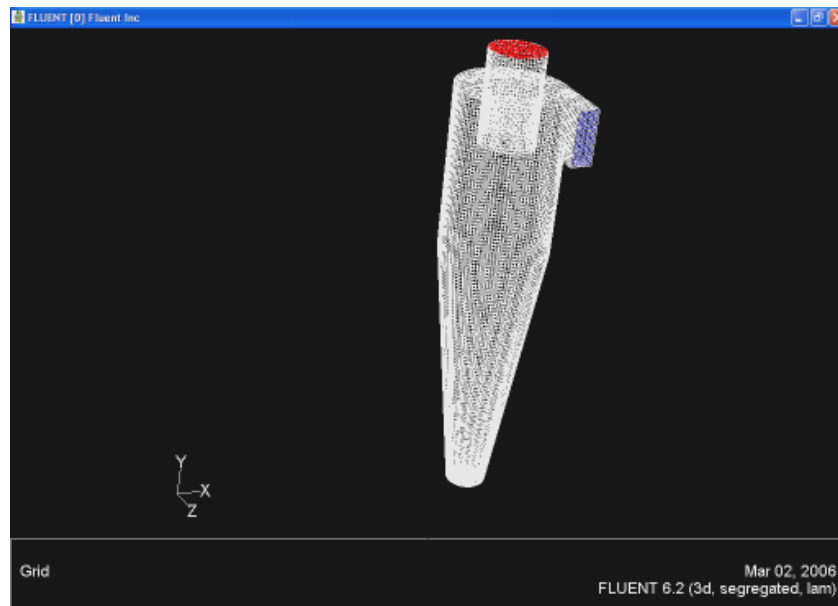 FLUENT [0] Fluent Inc
Y
X
Z
Grid
Mar 02, 2006
FLUENT 6.2 (3d, segregated, lam)